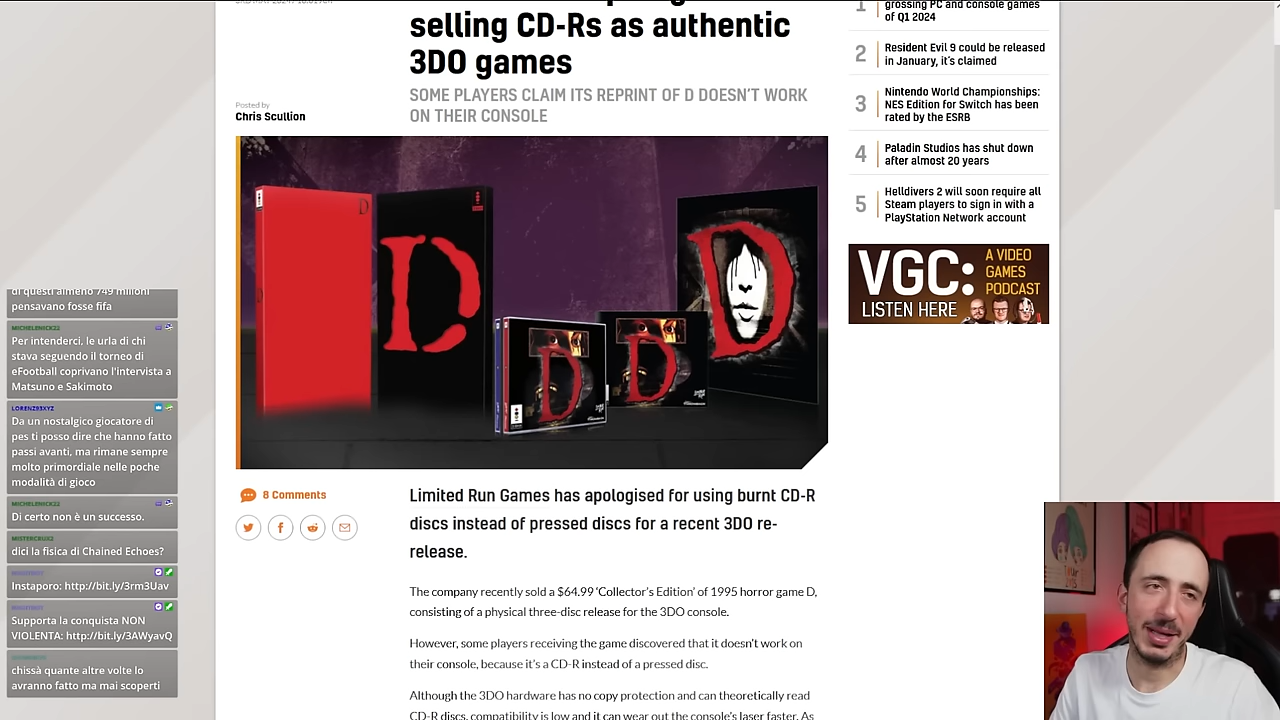 selling CD-Rs as authentic
3DO games
SOME PLAYERS CLAIM ITS REPRINT OF D DOESN'T WORK
ON THEIR CONSOLE
Posted by
Chris Scullion
8 Comments
Limited Run Games has apologised for using burnt CD-R
discs instead of pressed discs for a recent 3DO re-
release.
The company recently sold a $64.99 'Collector's Edition' of 1995 horror game D,
consisting of a physical three-disc release for the 3DO console.
However, some players receiving the game discovered that it doesn't work on
their console, because it's a CD-R instead of a pressed disc.
Although the 3DO hardware has no copy protection and can theoretically read
CD-R discs, compatibility is low and it can wear out the console's laser faster. As
1
grossing PC and console games
of Q1 2024
2
Resident Evil 9 could be released
in January, it's claimed
3
Nintendo World Championships:
NES Edition for Switch has been
rated by the ESRB
4
Paladin Studios has shut down
after almost 20 years
5
Helldivers 2 will soon require all
Steam players to sign in with a
PlayStation Network account
VGC:
A VIDEO
GAMES
PODCAST
LISTEN HERE
D
D
D
D
D
di questi almeno 749 milioni
pensavano fosse fifa
MICHELENICK22
Per intenderci, le urla di chi
stava seguendo il torneo di
eFootball coprivano l'intervista a
Matsuno e Sakimoto
LORENZ93XYZ
Da un nostalgico giocatore di
pes ti posso dire che hanno fatto
passi avanti, ma rimane sempre
molto primordiale nelle poche
modalità di gioco
MICHELENICK22
Di certo non è un successo.
dici la fisica di Chained Echoes?
Instaporo: http://bit.ly/3rm3Uav
Supporta la conquista NON
VIOLENTA: http://bit.ly/3AWyavQ
chissà quante altre volte lo
avranno fatto ma mai scoperti